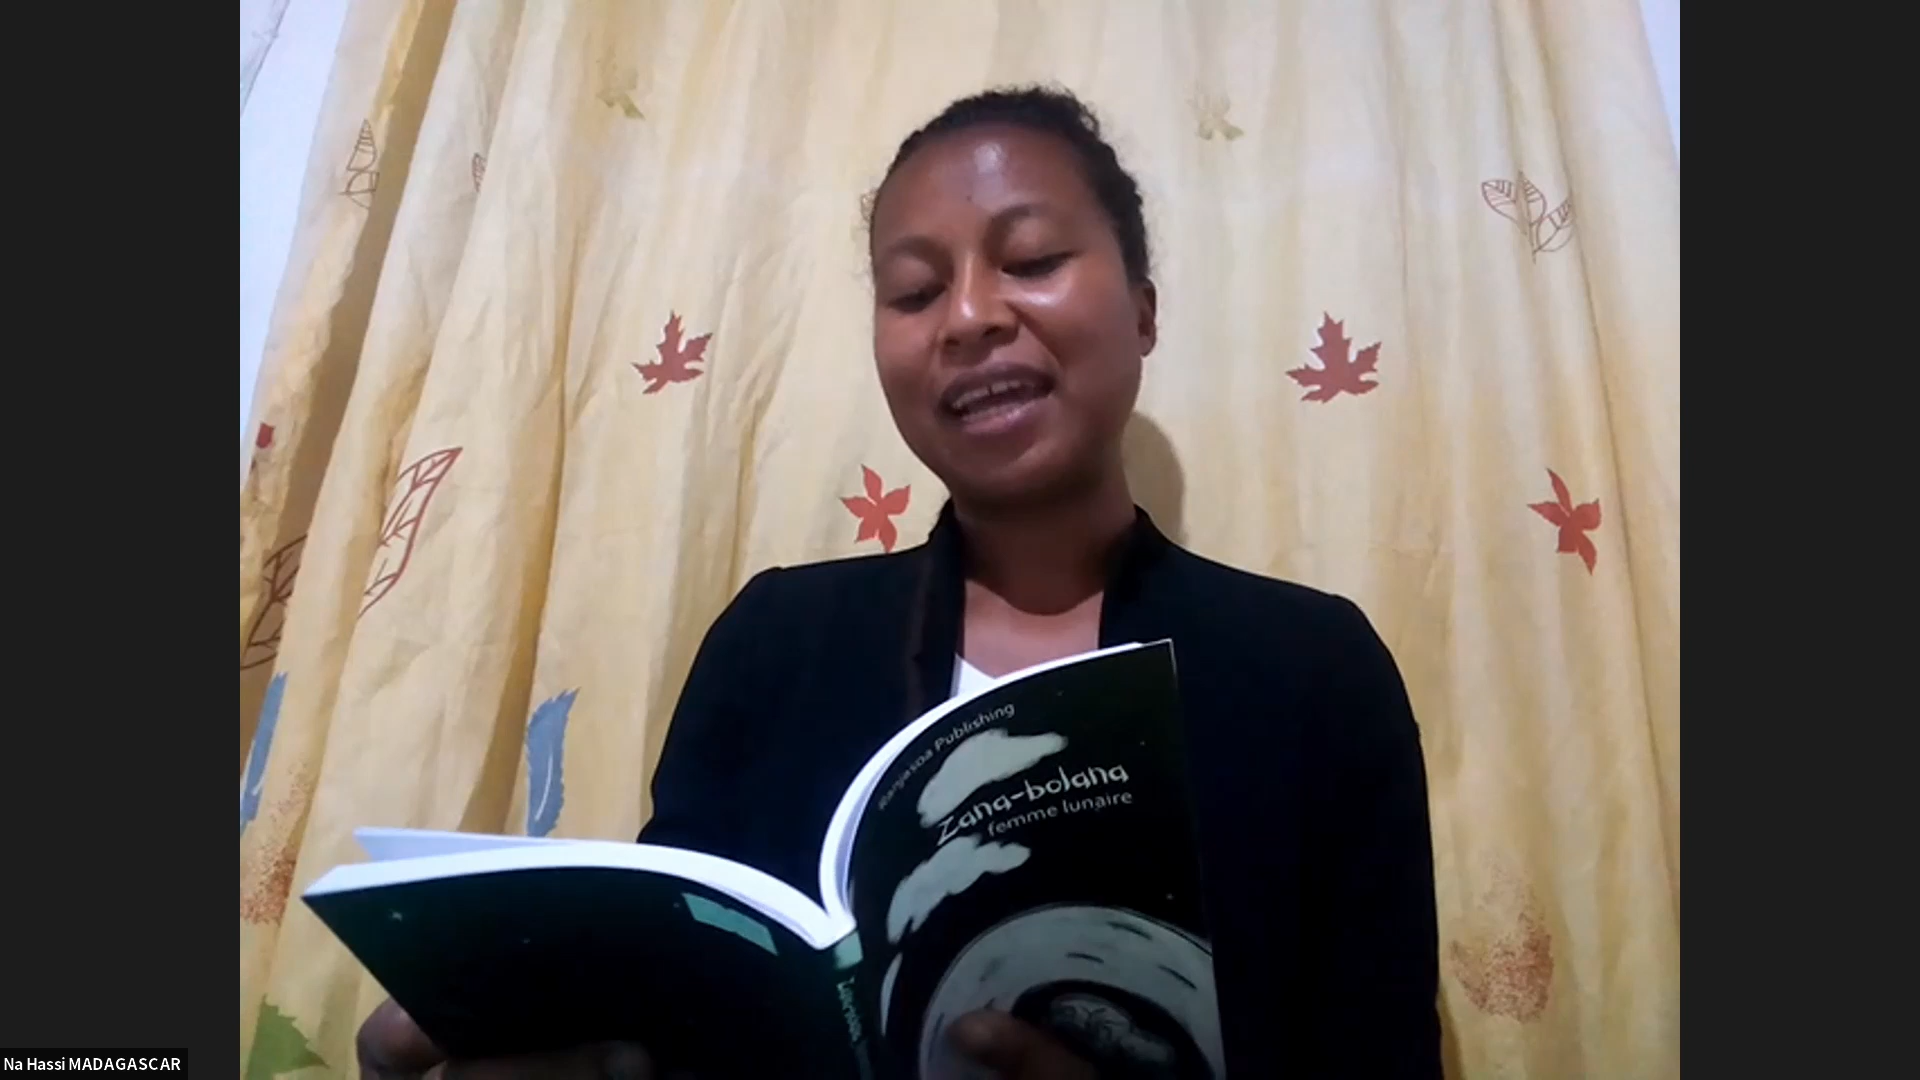 Ranjasoa Publishing
Zana-bolana
femme lunaire
Na Hassi MADAGASCAR